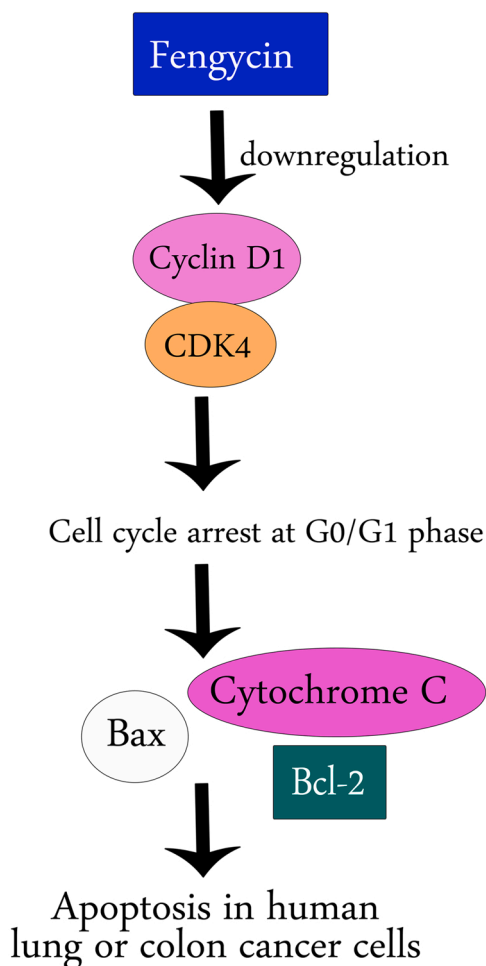 Fengycin
downregulation
Cyclin D1
CDK4
Cell cycle arrest at G0/G1 phase
Cytochrome C
Bax
Bcl-2
Apoptosis in human
lung or colon cancer cells